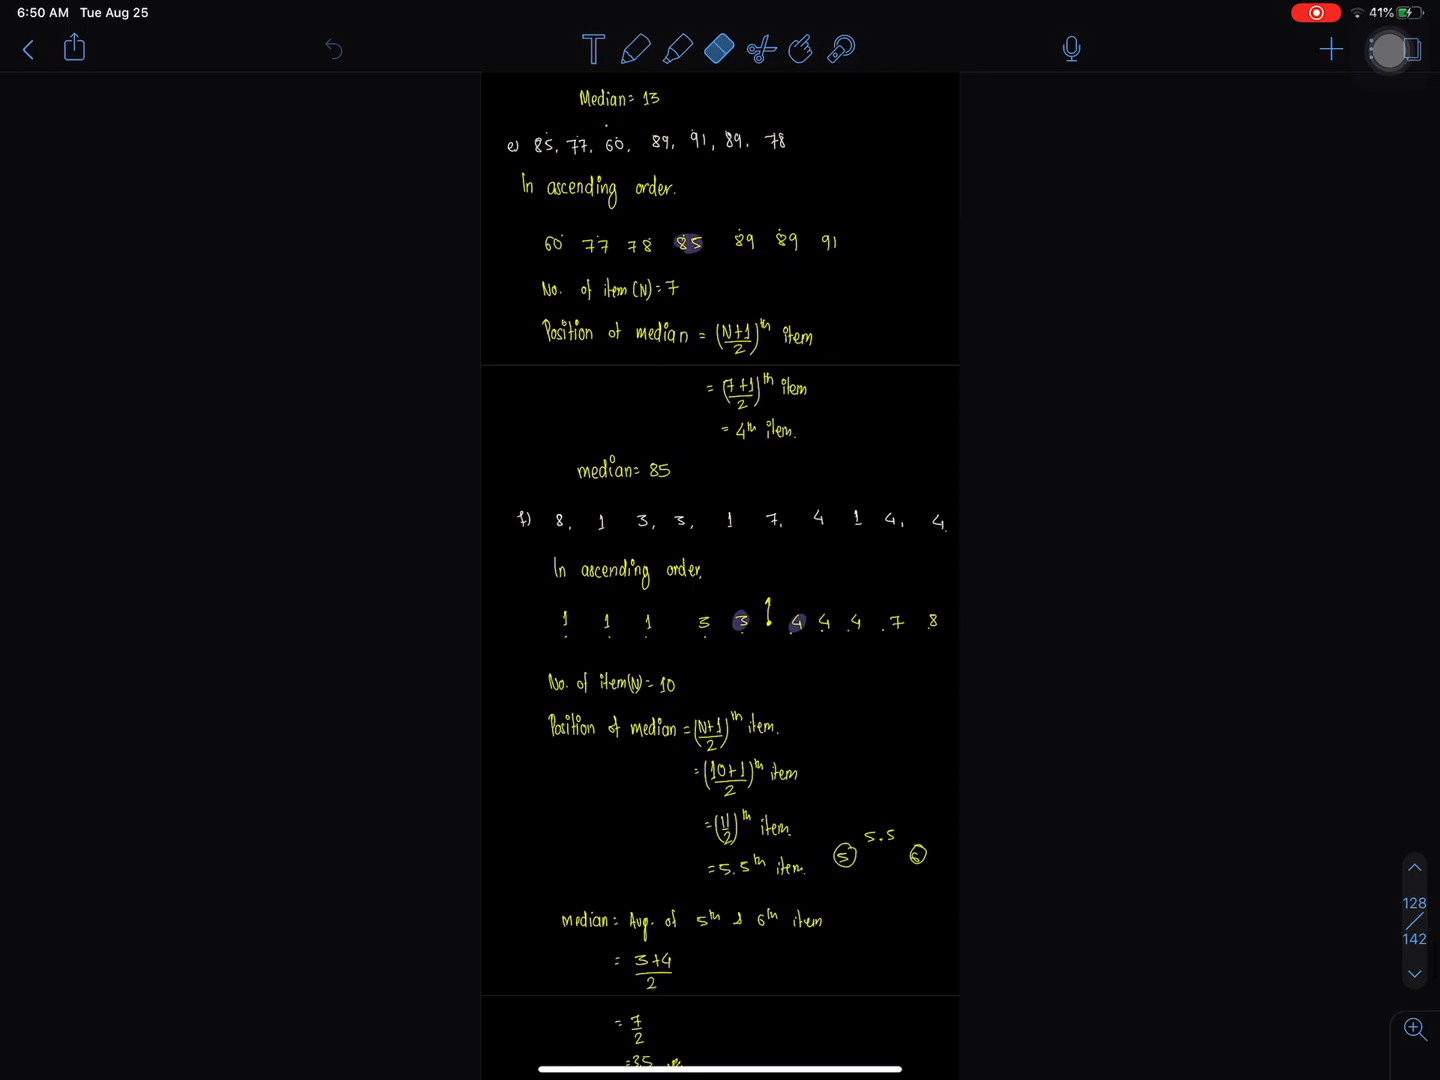 6:50 AM Tue Aug 25
41%
Median = 13
e) 85, 77, 60, 89, 91, 89, 78
In ascending order.
60 77 78 85 89 89 91
No. of item (N) = 7
Position of median = (N+1/2)th item
= (7+1/2)th item
= 4th item.
median = 85
f) 8, 1 3, 3, 1 7, 4 1 4, 4.
In ascending order,
1 1 1 3 3 4 4 4 7 8
No. of item (N) = 10
Position of median = (N+1/2)th item.
= (10+1/2)th item
= (11/2)th item.
= 5.5th item.
5 5.5 6
median = Avg. of 5th & 6th item
= 3+4/2
= 7/2
= 3.5
128
/
142